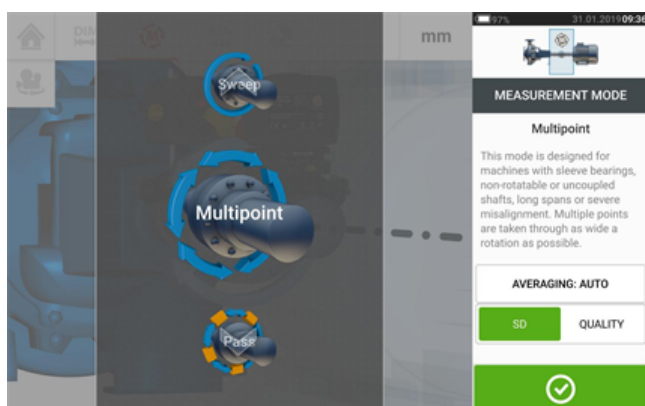 DIM
mm
97%
31.01.2019 09:36
Sweep
Multipoint
Pass
MEASUREMENT MODE
Multipoint
This mode is designed for
machines with sleeve bearings,
non-rotatable or uncoupled
shafts, long spans or severe
misalignment. Multiple points
are taken through as wide a
rotation as possible.
AVERAGING: AUTO
SD
QUALITY